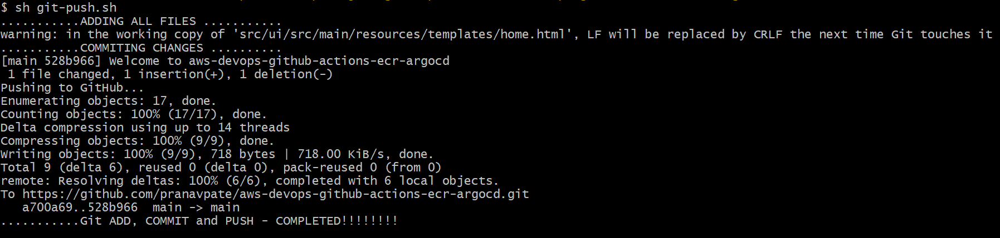 $ sh git-push.sh
...........ADDING ALL FILES ...........
warning: in the working copy of 'src/ui/src/main/resources/templates/home.html', LF will be replaced by CRLF the next time Git touches it
...........COMMITING CHANGES ..........
[main 528b966] Welcome to aws-devops-github-actions-ecr-argocd
 1 file changed, 1 insertion(+), 1 deletion(-)
Pushing to GitHub...
Enumerating objects: 17, done.
Counting objects: 100% (17/17), done.
Delta compression using up to 14 threads
Compressing objects: 100% (9/9), done.
Writing objects: 100% (9/9), 718 bytes | 718.00 KiB/s, done.
Total 9 (delta 6), reused 0 (delta 0), pack-reused 0 (from 0)
remote: Resolving deltas: 100% (6/6), completed with 6 local objects.
To https://github.com/pranavpate/aws-devops-github-actions-ecr-argocd.git
   a700a69..528b966  main -> main
...........Git ADD, COMMIT and PUSH - COMPLETED!!!!!!!!